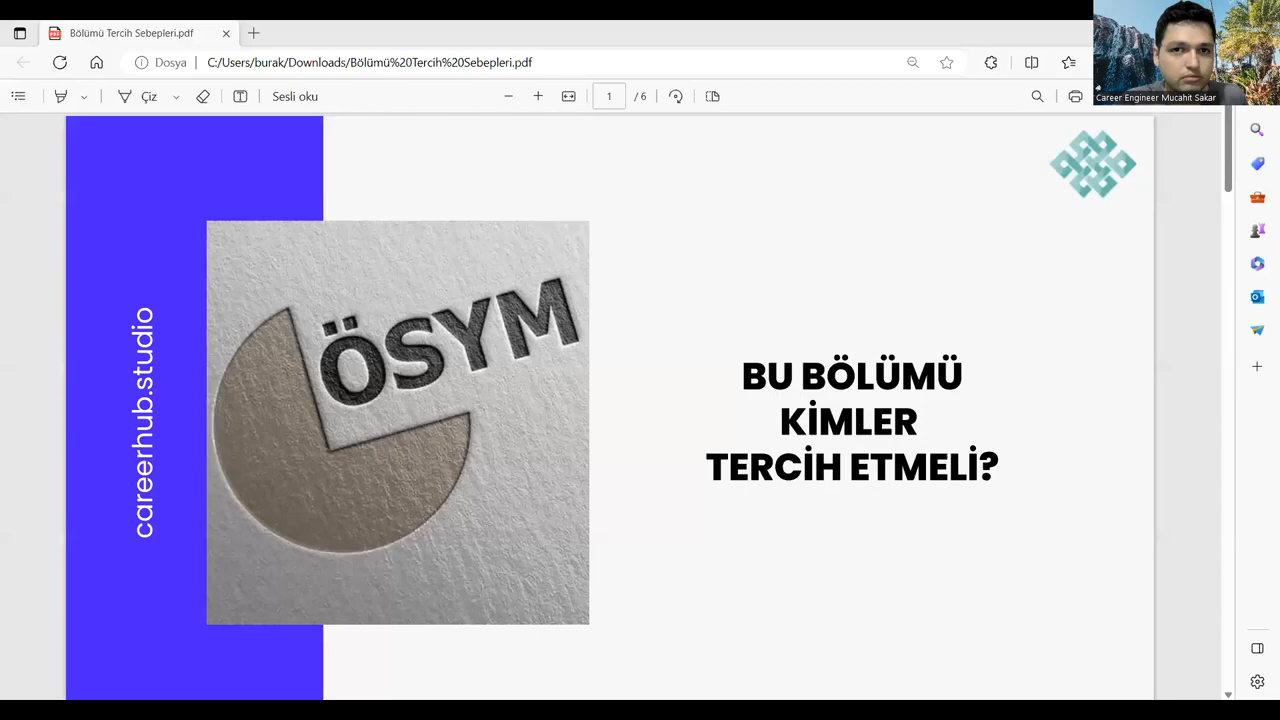 Bölümü Tercih Sebepleri.pdf
Dosya
C:/Users/burak/Downloads/Bölümü%20Tercih%20Sebepleri.pdf
Çiz
Sesli oku
1
/ 6
Career Engineer Mucahit Sakar
careerhub.studio
ÖSYM
BU BÖLÜMÜ
KİMLER
TERCİH ETMELİ?